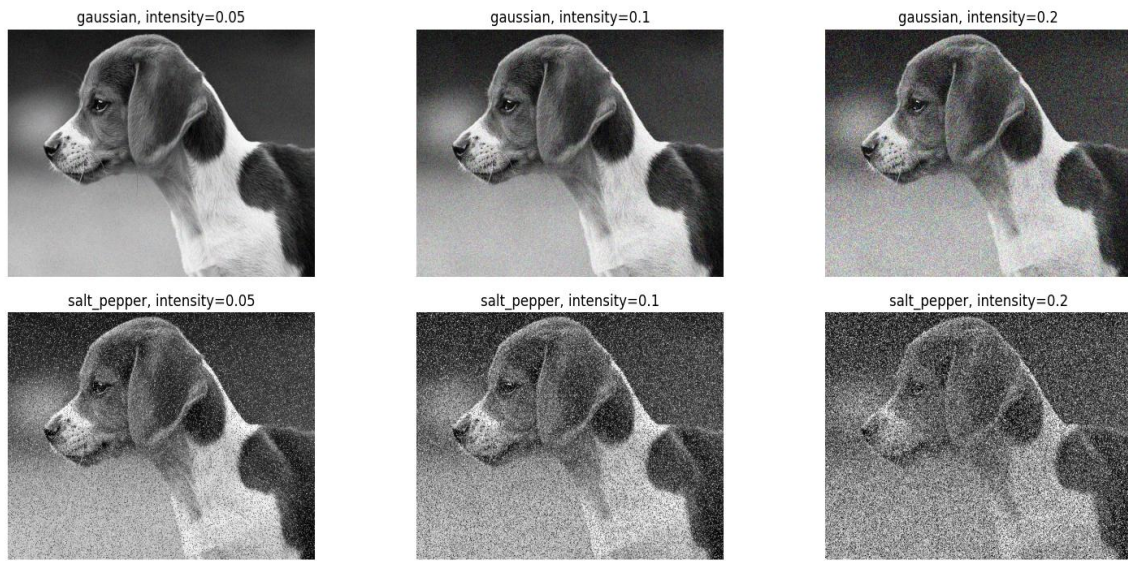 gaussian, intensity=0.05
gaussian, intensity=0.1
gaussian, intensity=0.2
salt_pepper, intensity=0.05
salt_pepper, intensity=0.1
salt_pepper, intensity=0.2